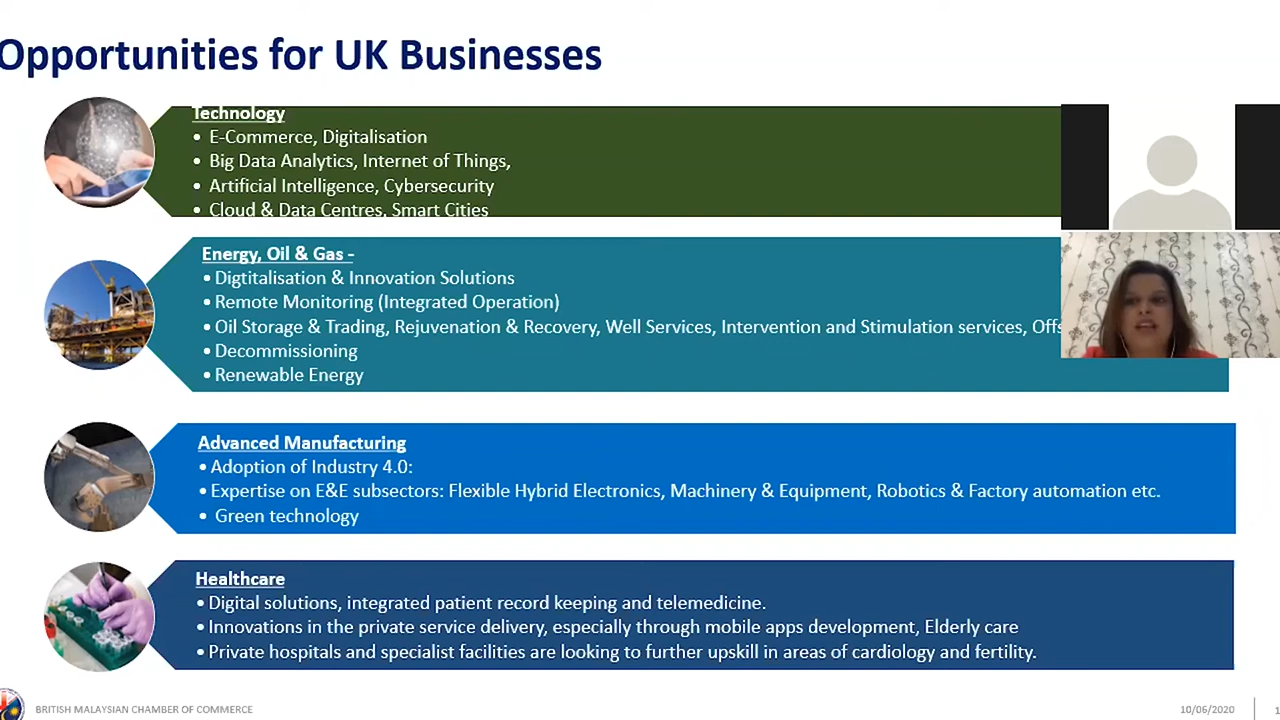 Opportunities for UK Businesses
Technology
• E-Commerce, Digitalisation
• Big Data Analytics, Internet of Things,
• Artificial Intelligence, Cybersecurity
• Cloud & Data Centres, Smart Cities
Energy, Oil & Gas -
• Digtitalisation & Innovation Solutions
• Remote Monitoring (Integrated Operation)
• Oil Storage & Trading, Rejuvenation & Recovery, Well Services, Intervention and Stimulation services,
• Decommissioning
• Renewable Energy
Advanced Manufacturing
• Adoption of Industry 4.0:
• Expertise on E&E subsectors: Flexible Hybrid Electronics, Machinery & Equipment, Robotics & Factory automation etc.
• Green technology
Healthcare
• Digital solutions, integrated patient record keeping and telemedicine.
• Innovations in the private service delivery, especially through mobile apps development, Elderly care
• Private hospitals and specialist facilities are looking to further upskill in areas of cardiology and fertility.
BRITISH MALAYSIAN CHAMBER OF COMMERCE
10/06/2020